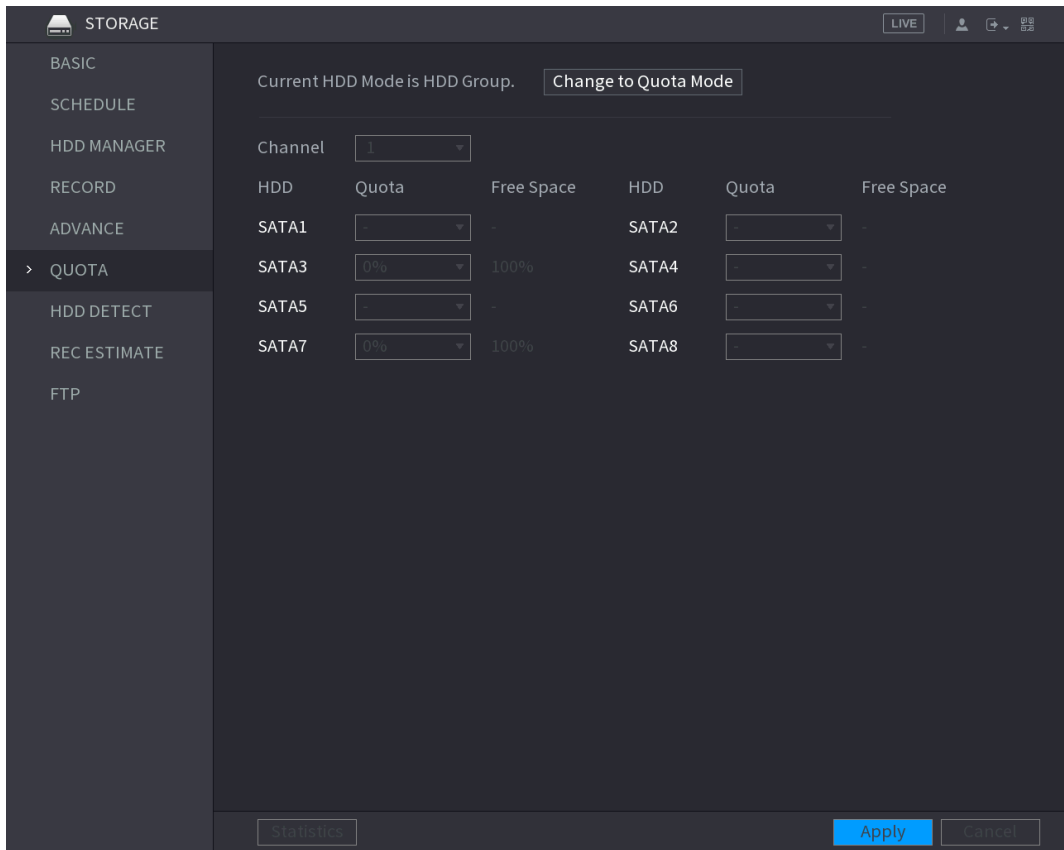 STORAGE LIVE
BASIC
SCHEDULE
HDD MANAGER
RECORD
ADVANCE
QUOTA
HDD DETECT
REC ESTIMATE
FTP
Current HDD Mode is HDD Group. Change to Quota Mode
Channel 1
HDD Quota Free Space HDD Quota Free Space
SATA1 - - SATA2 - -
SATA3 0% 100% SATA4 - -
SATA5 - - SATA6 - -
SATA7 0% 100% SATA8 - -
Statistics Apply Cancel